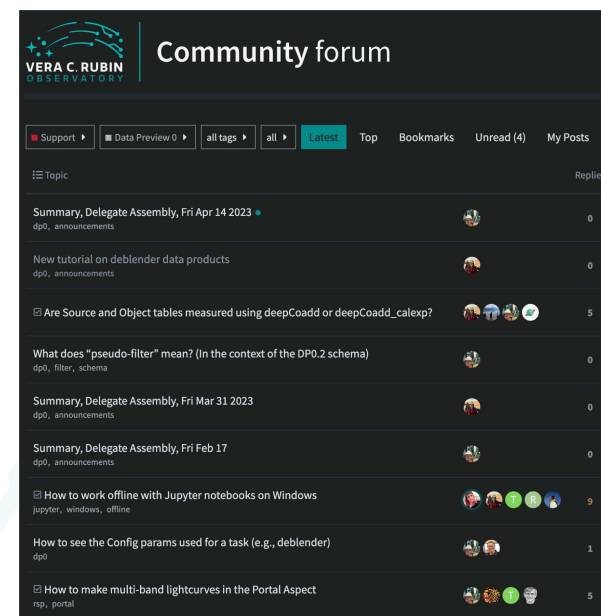 VERA C. RUBIN
OBSERVATORY
Community forum
Support
Data Preview 0
all tags
all
Latest
Top
Bookmarks
Unread (4)
My Posts
Topic
Replie
Summary, Delegate Assembly, Fri Apr 14 2023
0
dp0, announcements
New tutorial on deblender data products
0
dp0, announcements
Are Source and Object tables measured using deepCoadd or deepCoadd_calexp?
5
What does “pseudo-filter” mean? (In the context of the DP0.2 schema)
0
dp0, filter, schema
Summary, Delegate Assembly, Fri Mar 31 2023
0
dp0, announcements
Summary, Delegate Assembly, Fri Feb 17
0
dp0, announcements
How to work offline with Jupyter notebooks on Windows
T
R
9
jupyter, windows, offline
How to see the Config params used for a task (e.g., deblender)
1
dp0
How to make multi-band lightcurves in the Portal Aspect
T
5
rsp, portal